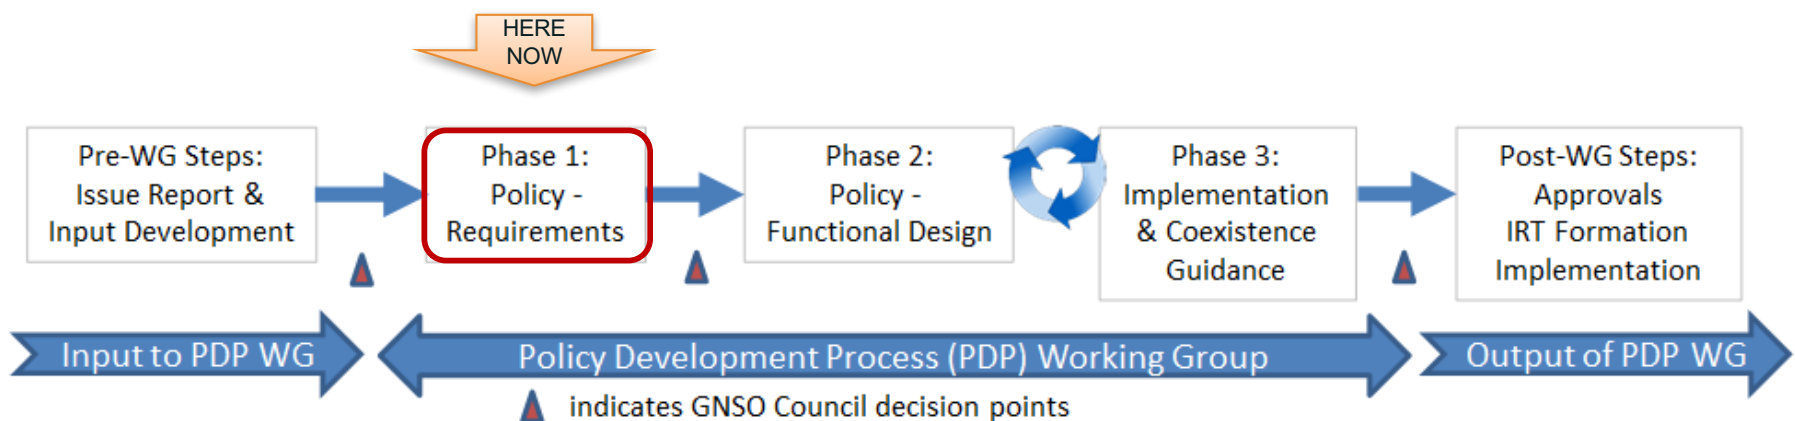 HERE
NOW
Pre-WG Steps:
Issue Report &
Input Development
Phase 1:
Policy -
Requirements
Phase 2:
Policy -
Functional Design
Phase 3:
Implementation
& Coexistence
Guidance
Post-WG Steps:
Approvals
IRT Formation
Implementation
Input to PDP WG
Policy Development Process (PDP) Working Group
Output of PDP WG
indicates GNSO Council decision points